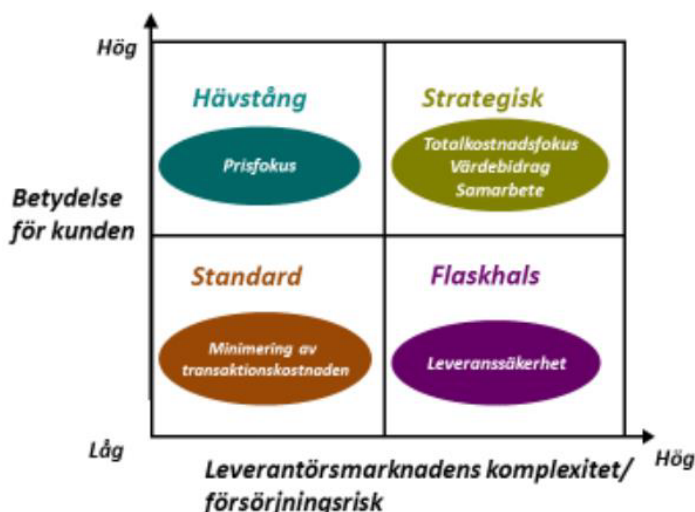 Hög
Hävstång
Strategisk
Prisfokus
Totalkostnadsfokus
Värdebidrag
Samarbete
Betydelse
för kunden
Standard
Flaskhals
Minimering av
transaktionskostnaden
Leveranssäkerhet
Låg
Leverantörsmarknadens komplexitet/
försörjningsrisk
Hög